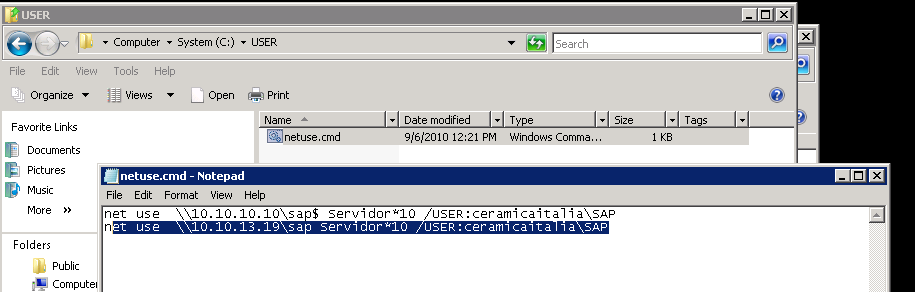 USER
Computer ▸ System (C:) ▸ USER
Search
File Edit View Tools Help
Organize Views Open Print
Favorite Links
Documents
Pictures
Music
More »
Folders
Public
Computer
Name Date modified Type Size Tags
netuse.cmd 9/6/2010 12:21 PM Windows Comma... 1 KB
netuse.cmd - Notepad
File Edit Format View Help
net use  \\10.10.10.10\sap$ Servidor*10 /USER:ceramicaitalia\SAP
net use  \\10.10.13.19\sap Servidor*10 /USER:ceramicaitalia\SAP